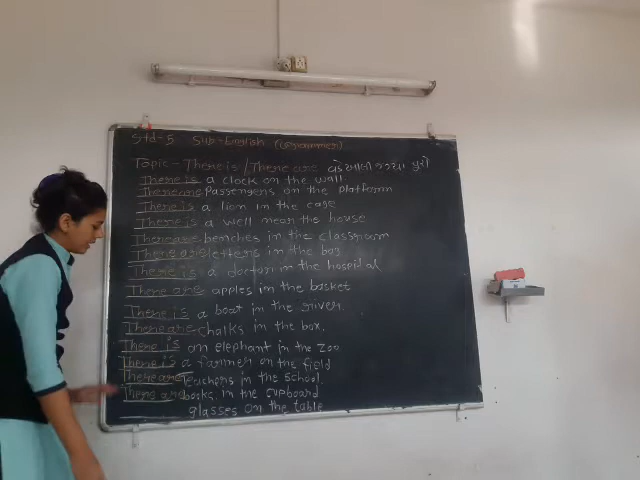 Std-5 Sub-English (Grammar)
Topic - There is / There are વડે ખાલી જગ્યા પુરો
There is a clock on the wall
There are Passengers on the platform
There is a lion in the cage
There is a well near the house
There are benches in the classroom
There are letters in the bag
There is a doctor in the hospital
There are apples in the basket
There is a boat in the river.
There are chalks in the box.
There is an elephant in the zoo
There is a farmer on the field
There are Teachers in the school.
There are books in the cupboard
glasses on the table